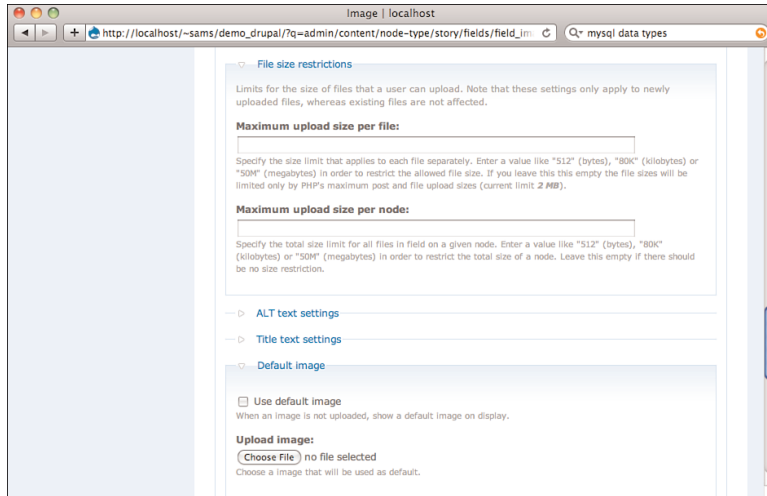 Image | localhost
http://localhost/~sams/demo_drupal/?q=admin/content/node-type/story/fields/field_im
mysql data types
File size restrictions
Limits for the size of files that a user can upload. Note that these settings only apply to newly
uploaded files, whereas existing files are not affected.
Maximum upload size per file:
Specify the size limit that applies to each file separately. Enter a value like "512" (bytes), "80K" (kilobytes) or
"50M" (megabytes) in order to restrict the allowed file size. If you leave this this empty the file sizes will be
limited only by PHP's maximum post and file upload sizes (current limit 2 MB).
Maximum upload size per node:
Specify the total size limit for all files in field on a given node. Enter a value like "512" (bytes), "80K"
(kilobytes) or "50M" (megabytes) in order to restrict the total size of a node. Leave this empty if there should
be no size restriction.
ALT text settings
Title text settings
Default image
Use default image
When an image is not uploaded, show a default image on display.
Upload image:
Choose File no file selected
Choose a image that will be used as default.